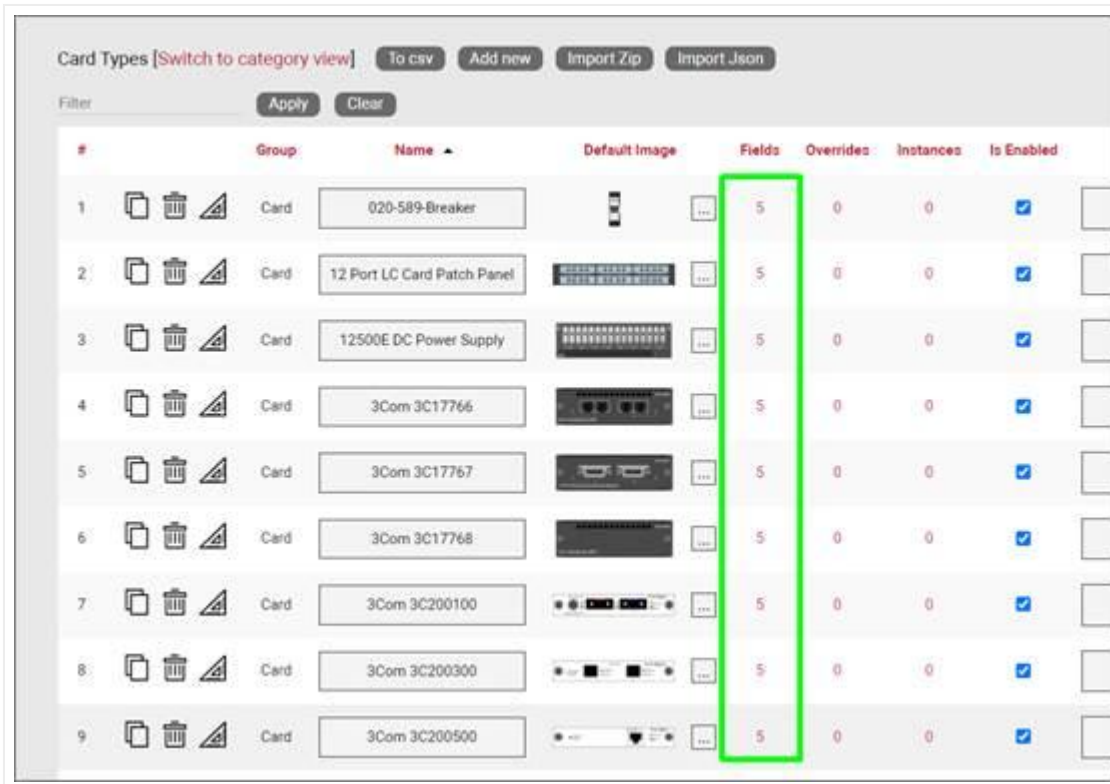 Card Types [Switch to category view] To csv Add new Import Zip Import Json
Filter Apply Clear
# Group Name Default Image Fields Overrides Instances Is Enabled
1 Card 020-589-Breaker ... 5 0 0
2 Card 12 Port LC Card Patch Panel ... 5 0 0
3 Card 12500E DC Power Supply ... 5 0 0
4 Card 3Com 3C17766 ... 5 0 0
5 Card 3Com 3C17767 ... 5 0 0
6 Card 3Com 3C17768 ... 5 0 0
7 Card 3Com 3C200100 ... 5 0 0
8 Card 3Com 3C200300 ... 5 0 0
9 Card 3Com 3C200500 ... 5 0 0